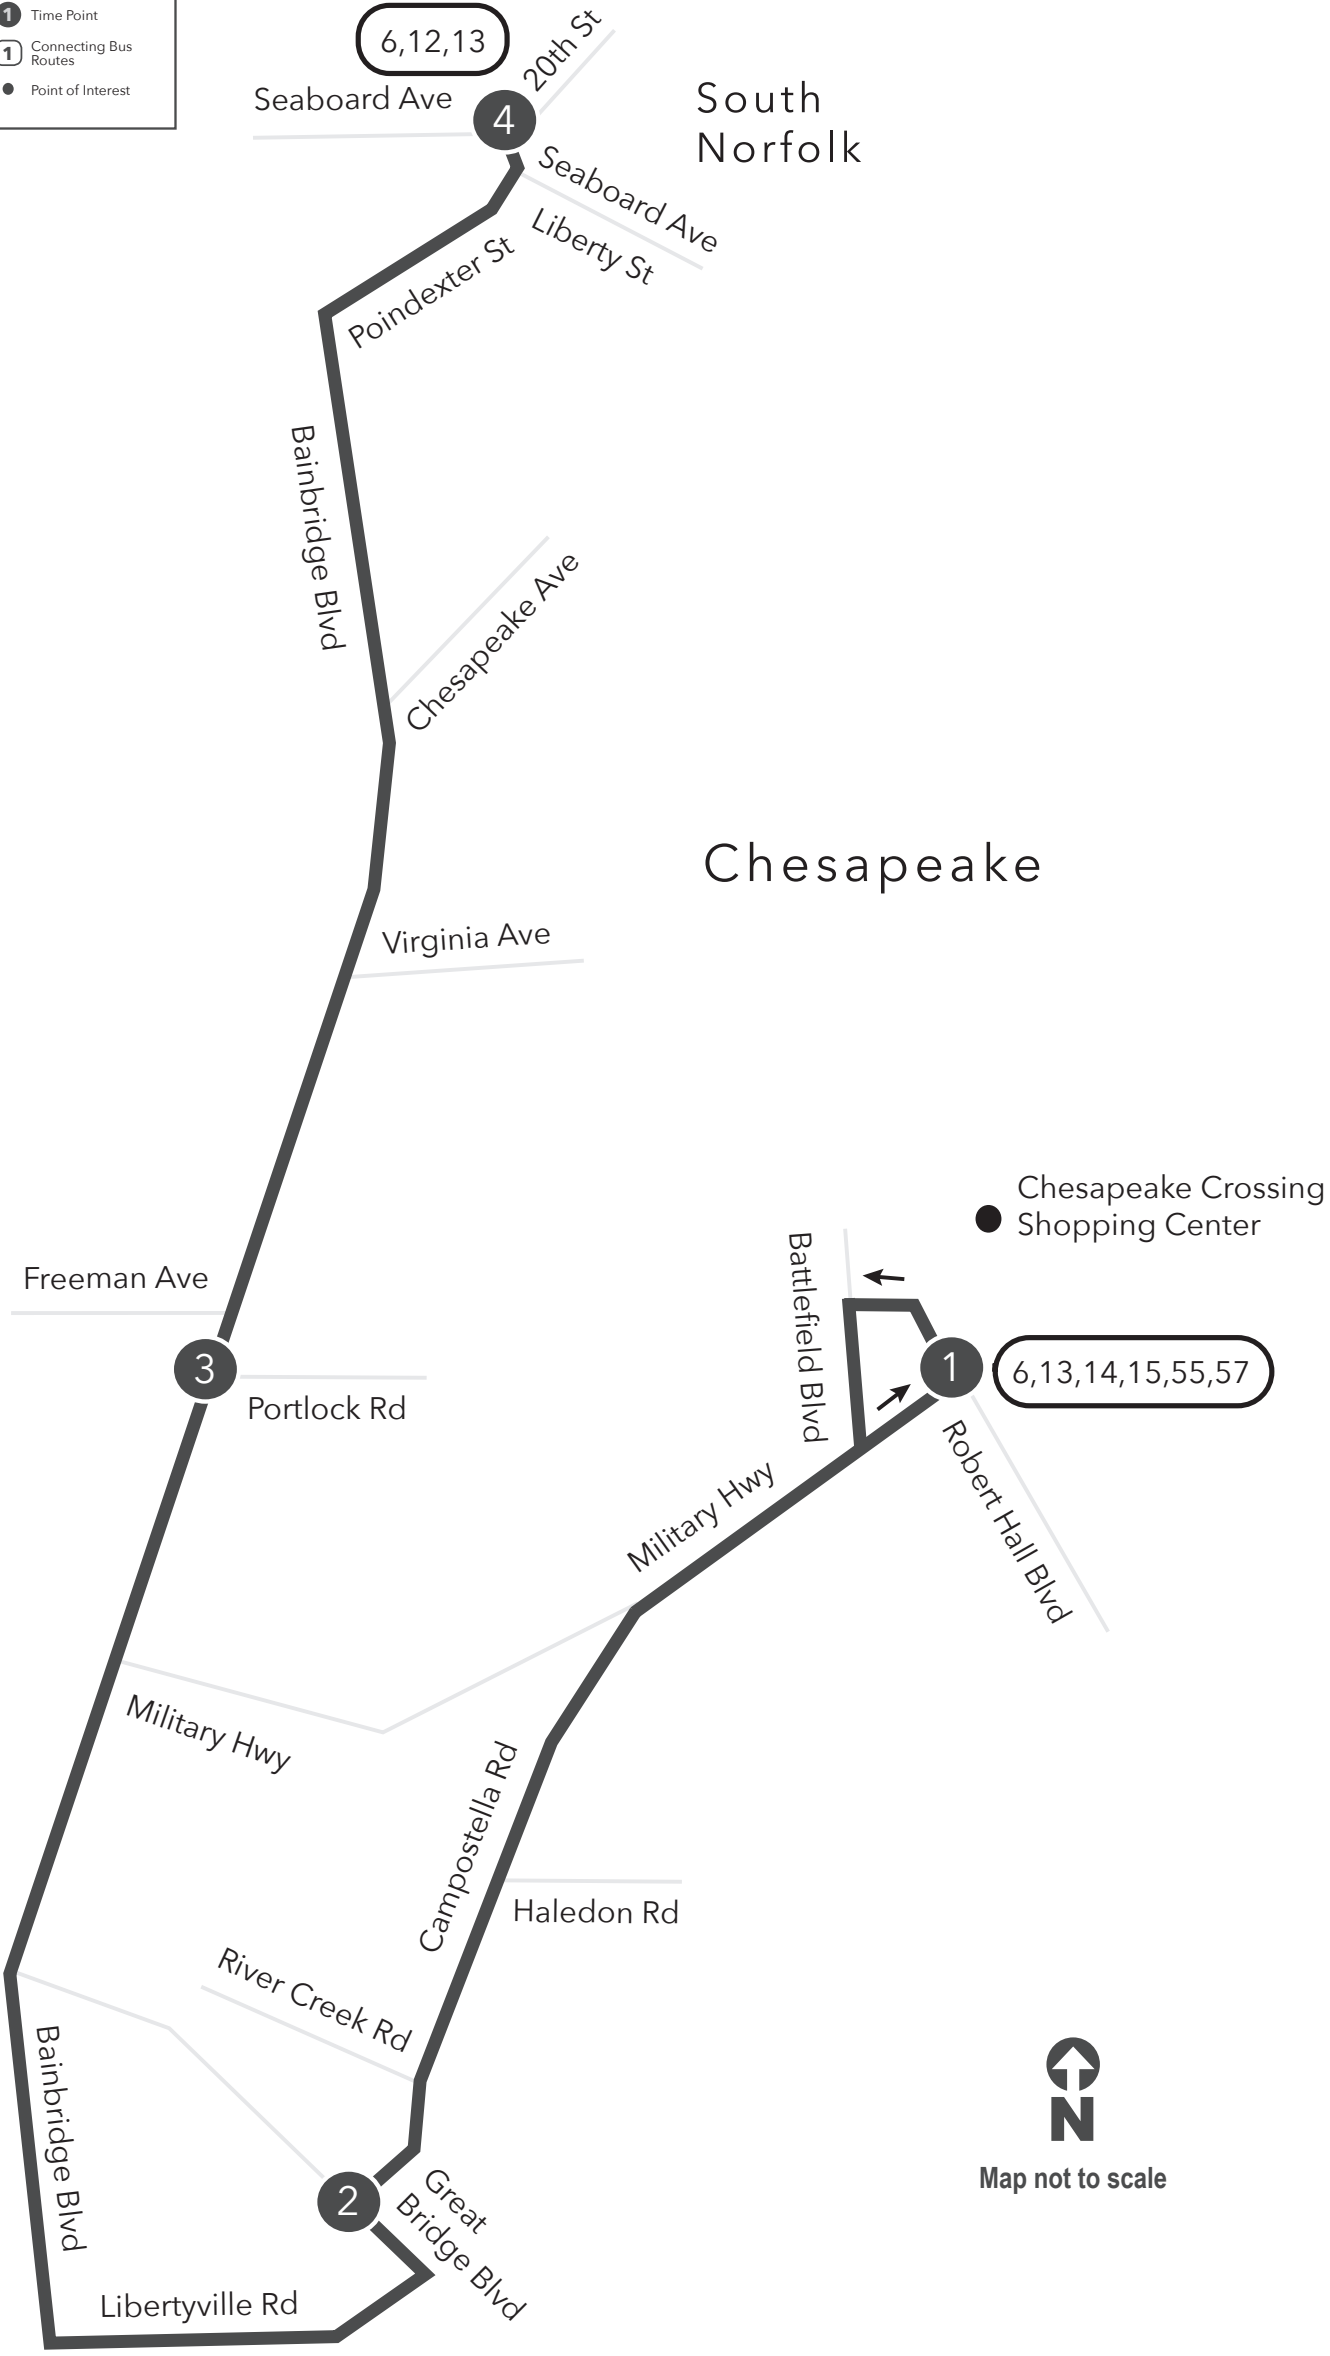 1 Time Point
1 Connecting Bus
Routes
Point of Interest
6,12,13
20th St
Seaboard Ave
4
South
Norfolk
Seaboard Ave
Liberty St
Poindexter St
Bainbridge Blvd
Chesapeake Ave
Chesapeake
Virginia Ave
Chesapeake Crossing
Shopping Center
Battlefield Blvd
Freeman Ave
3
1
6,13,14,15,55,57
Portlock Rd
Robert Hall Blvd
Military Hwy
Military Hwy
Campostella Rd
Haledon Rd
River Creek Rd
Bainbridge Blvd
N
Map not to scale
2
Great
Bridge Blvd
Libertyville Rd